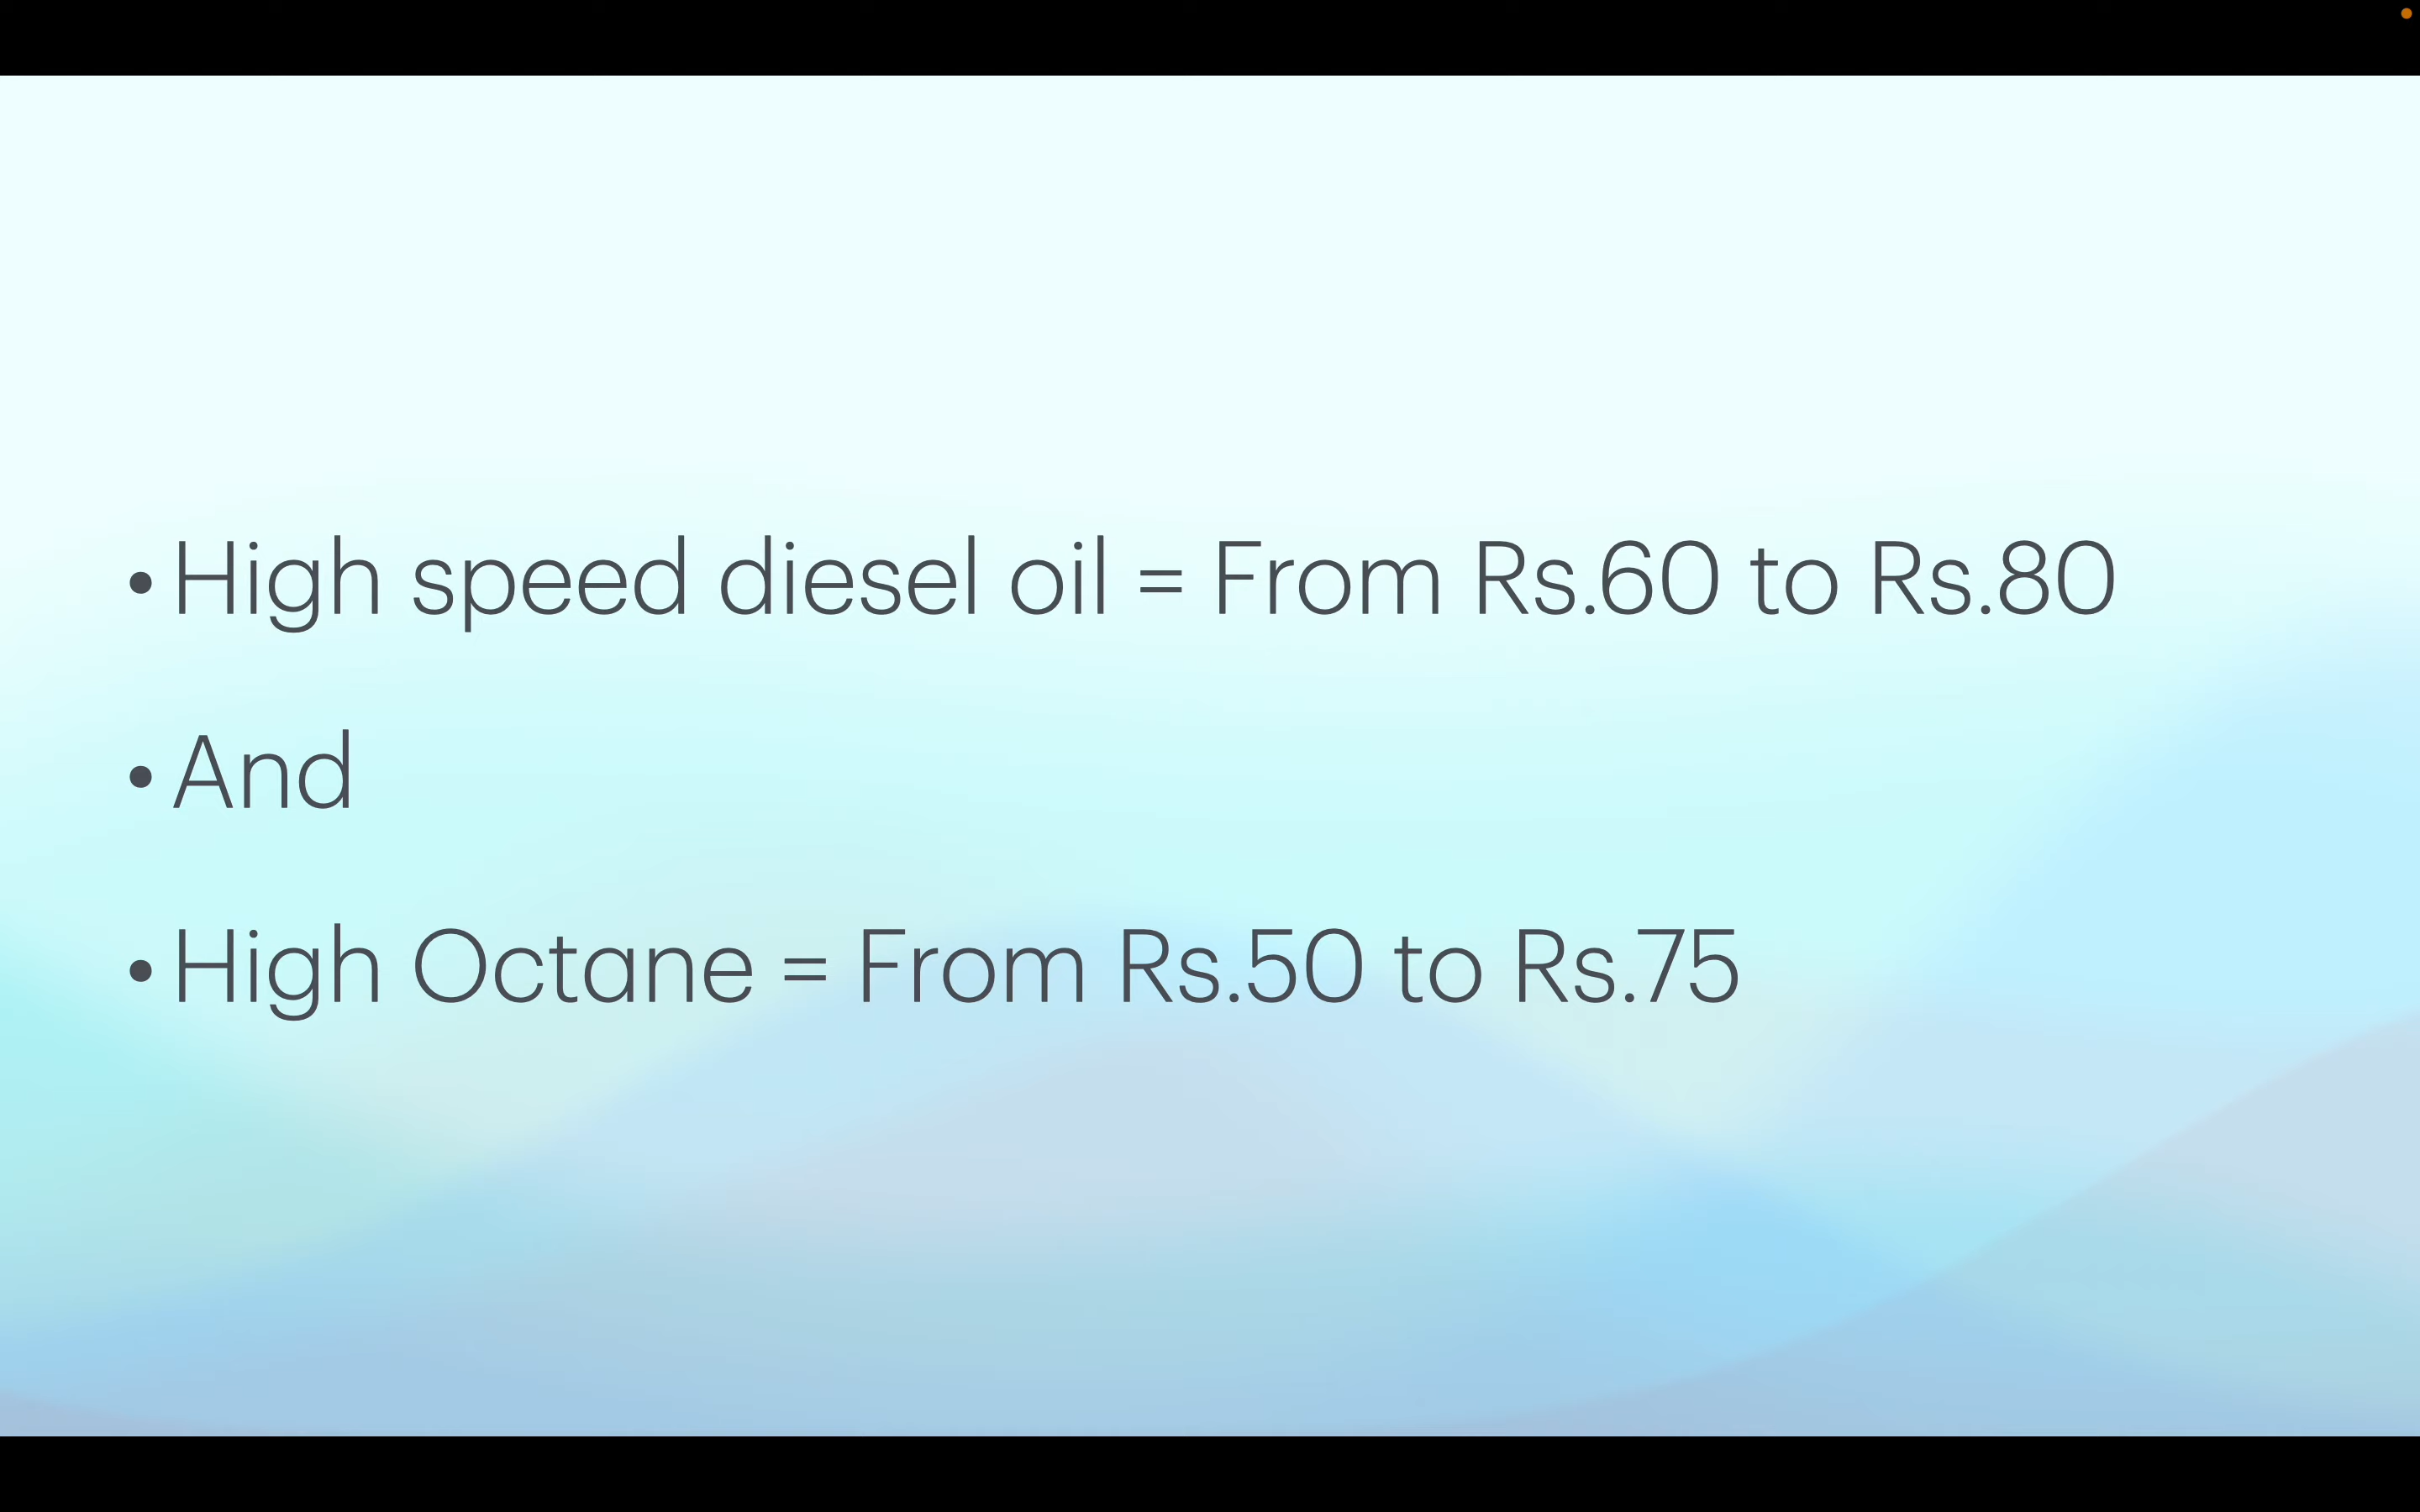 • High speed diesel oil = From Rs.60 to Rs.80
• And
• High Octane = From Rs.50 to Rs.75